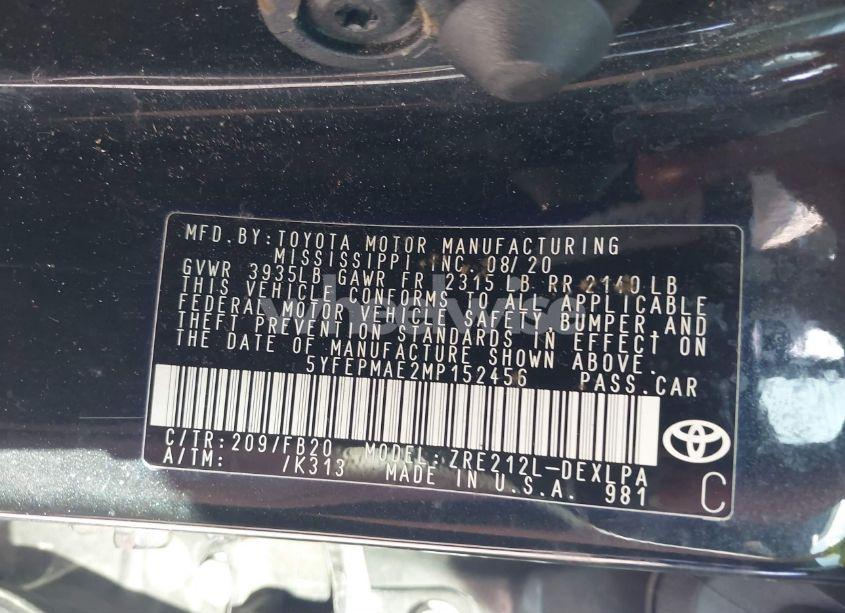 MFD.BY:TOYOTA MOTOR MANUFACTURING
MISSISSIPPI, INC. 08/20
GVWR 3935LB GAWR FR 2315 LB RR 2140 LB
THIS VEHICLE CONFORMS TO ALL APPLICABLE
FEDERAL MOTOR VEHICLE SAFETY, BUMPER, AND
THEFT PREVENTION STANDARDS IN EFFECT ON
THE DATE OF MANUFACTURE SHOWN ABOVE.
5YFEPMAE2MP152456 PASS.CAR
C/TR:209/FB20 MODEL:ZRE212L-DEXLPA
A/TM: /K313 MADE IN U.S.A. 981
C